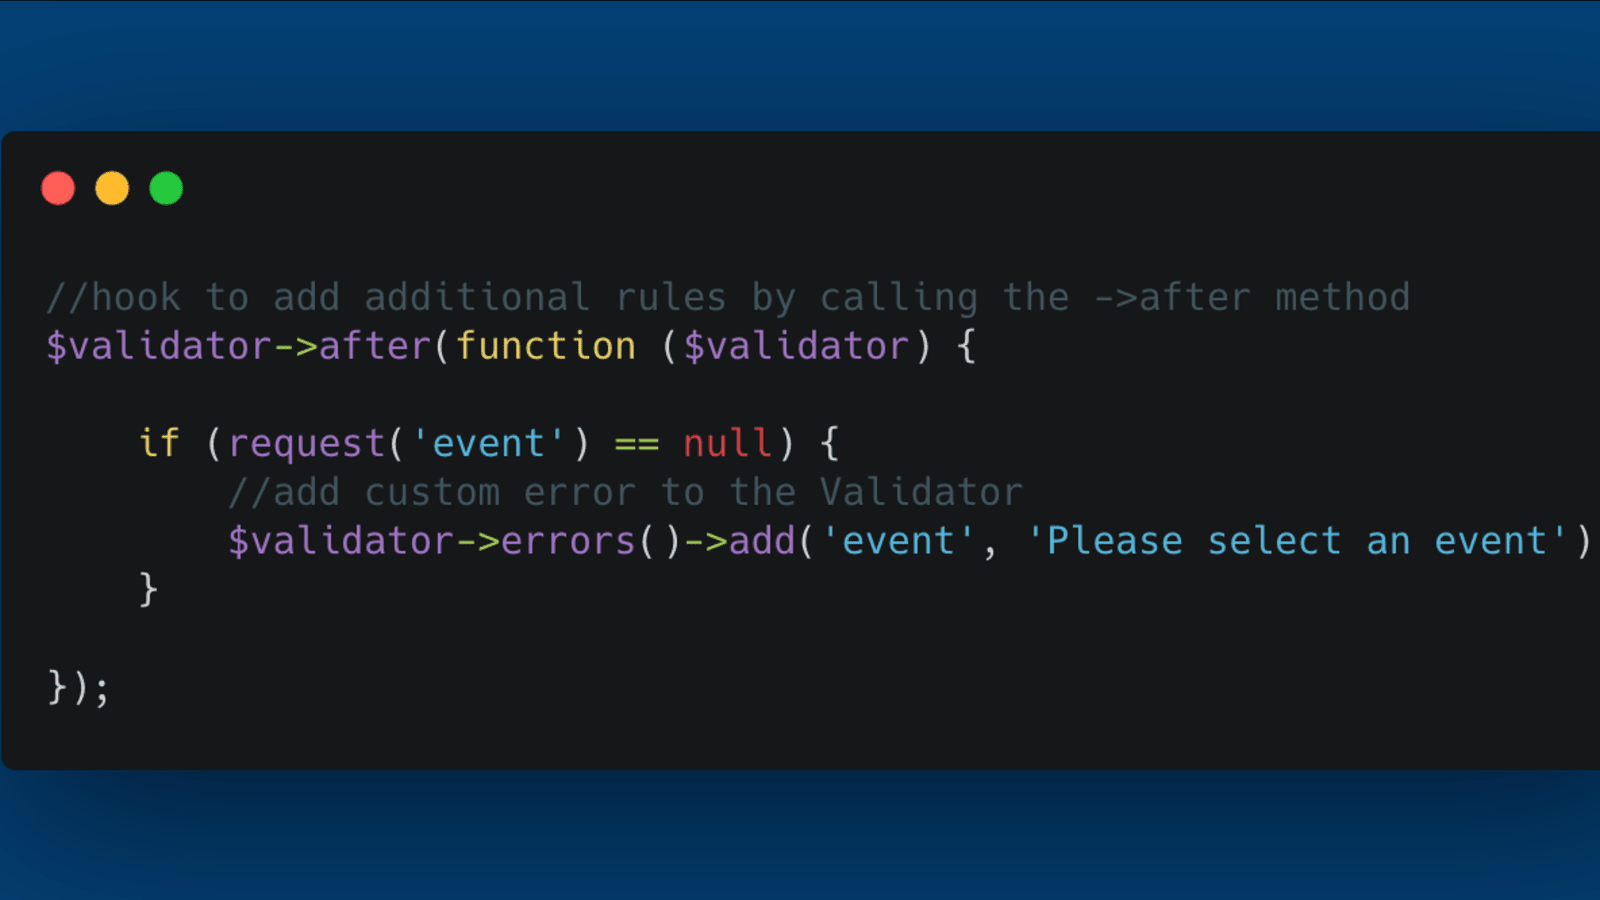 //hook to add additional rules by calling the ->after method
$validator->after(function ($validator) {
if (request('event') == null) {
//add custom error to the Validator
$validator->errors()->add('event', 'Please select an event')
}
});